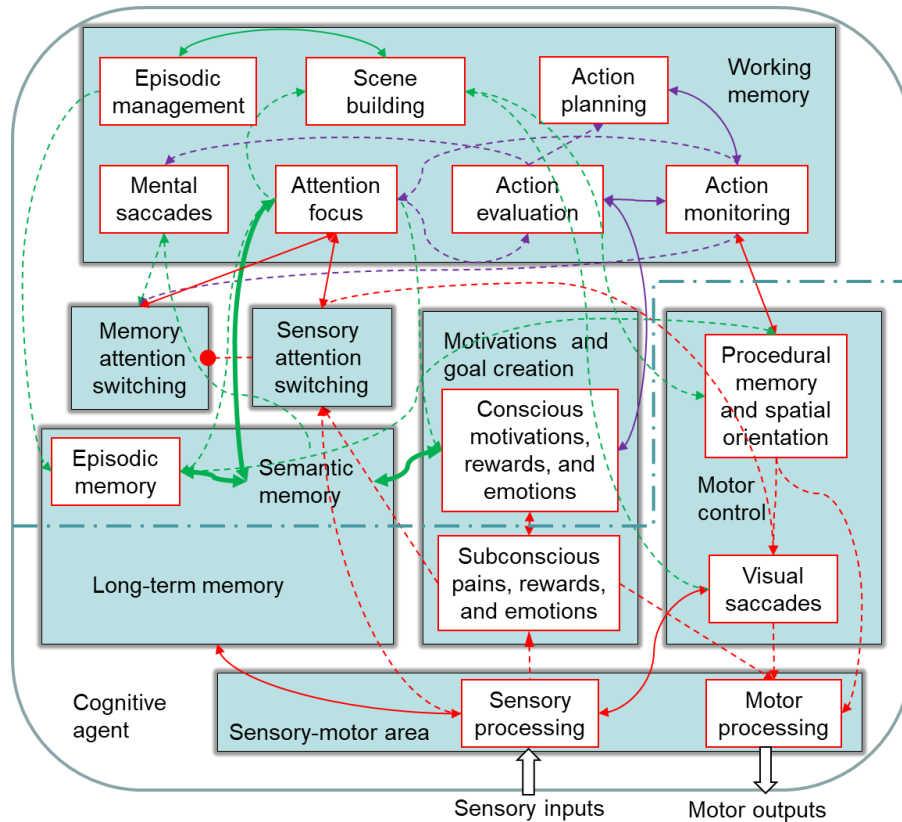 Episodic
management
Scene
building
Action
planning
Working
memory
Mental
saccades
Attention
focus
Action
evaluation
Action
monitoring
Memory
attention
switching
Sensory
attention
switching
Motivations and
goal creation
Conscious
motivations,
rewards, and
emotions
Procedural
memory
and spatial
orientation
Episodic
memory
Semantic
memory
Motor
control
Long-term memory
Subconscious
pains, rewards,
and emotions
Visual
saccades
Cognitive
agent
Sensory-motor area
Sensory
processing
Motor
processing
Sensory inputs
Motor outputs